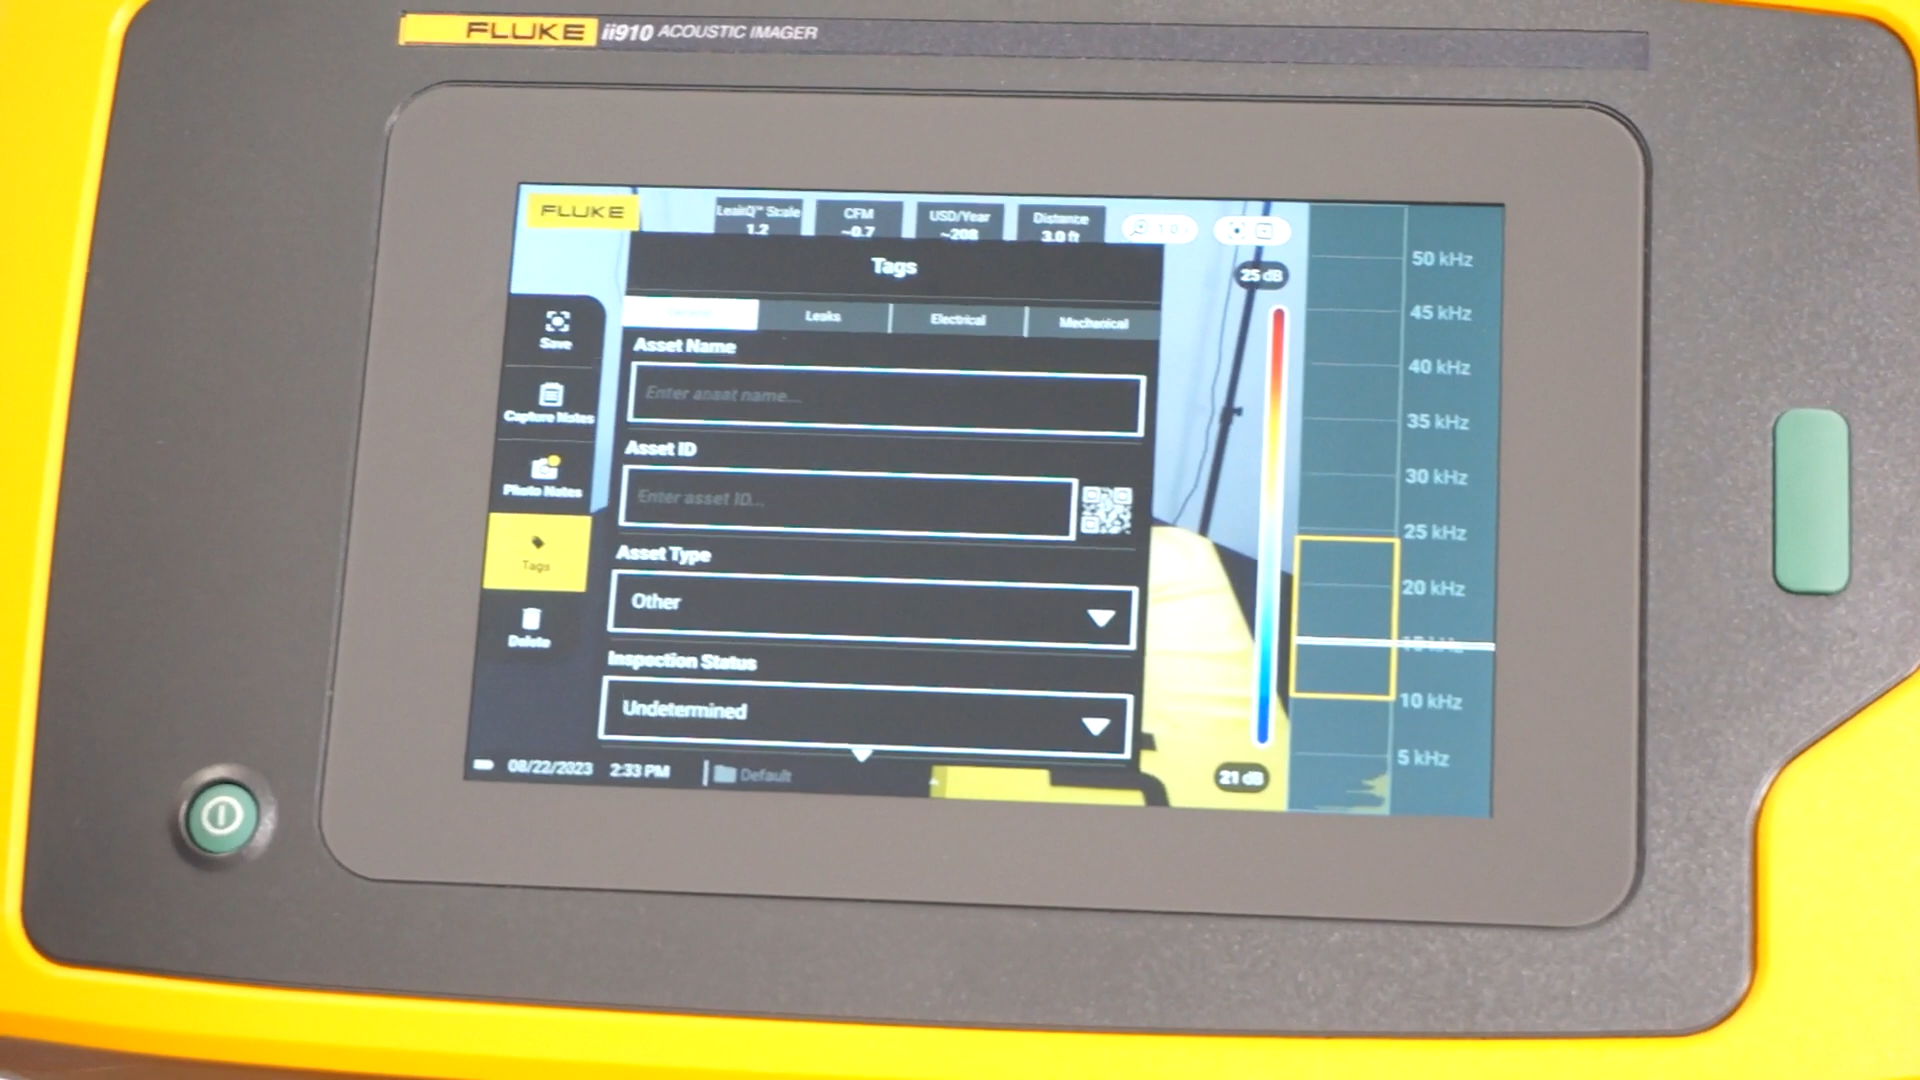 FLUKE ii910 ACOUSTIC IMAGER
FLUKE
LeakQ™ Scale
1.2
CFM
~0.7
USD/Year
~208
Distance
3.0 ft
25 dB
50 kHz
45 kHz
40 kHz
35 kHz
30 kHz
25 kHz
20 kHz
10 kHz
5 kHz
21 dB
Save
Capture Notes
Photo Notes
Tags
Delete
Tags
Leaks
Electrical
Mechanical
Asset Name
Enter asset name...
Asset ID
Enter asset ID...
Asset Type
Other
Inspection Status
Undetermined
08/22/2023 2:33 PM
Default